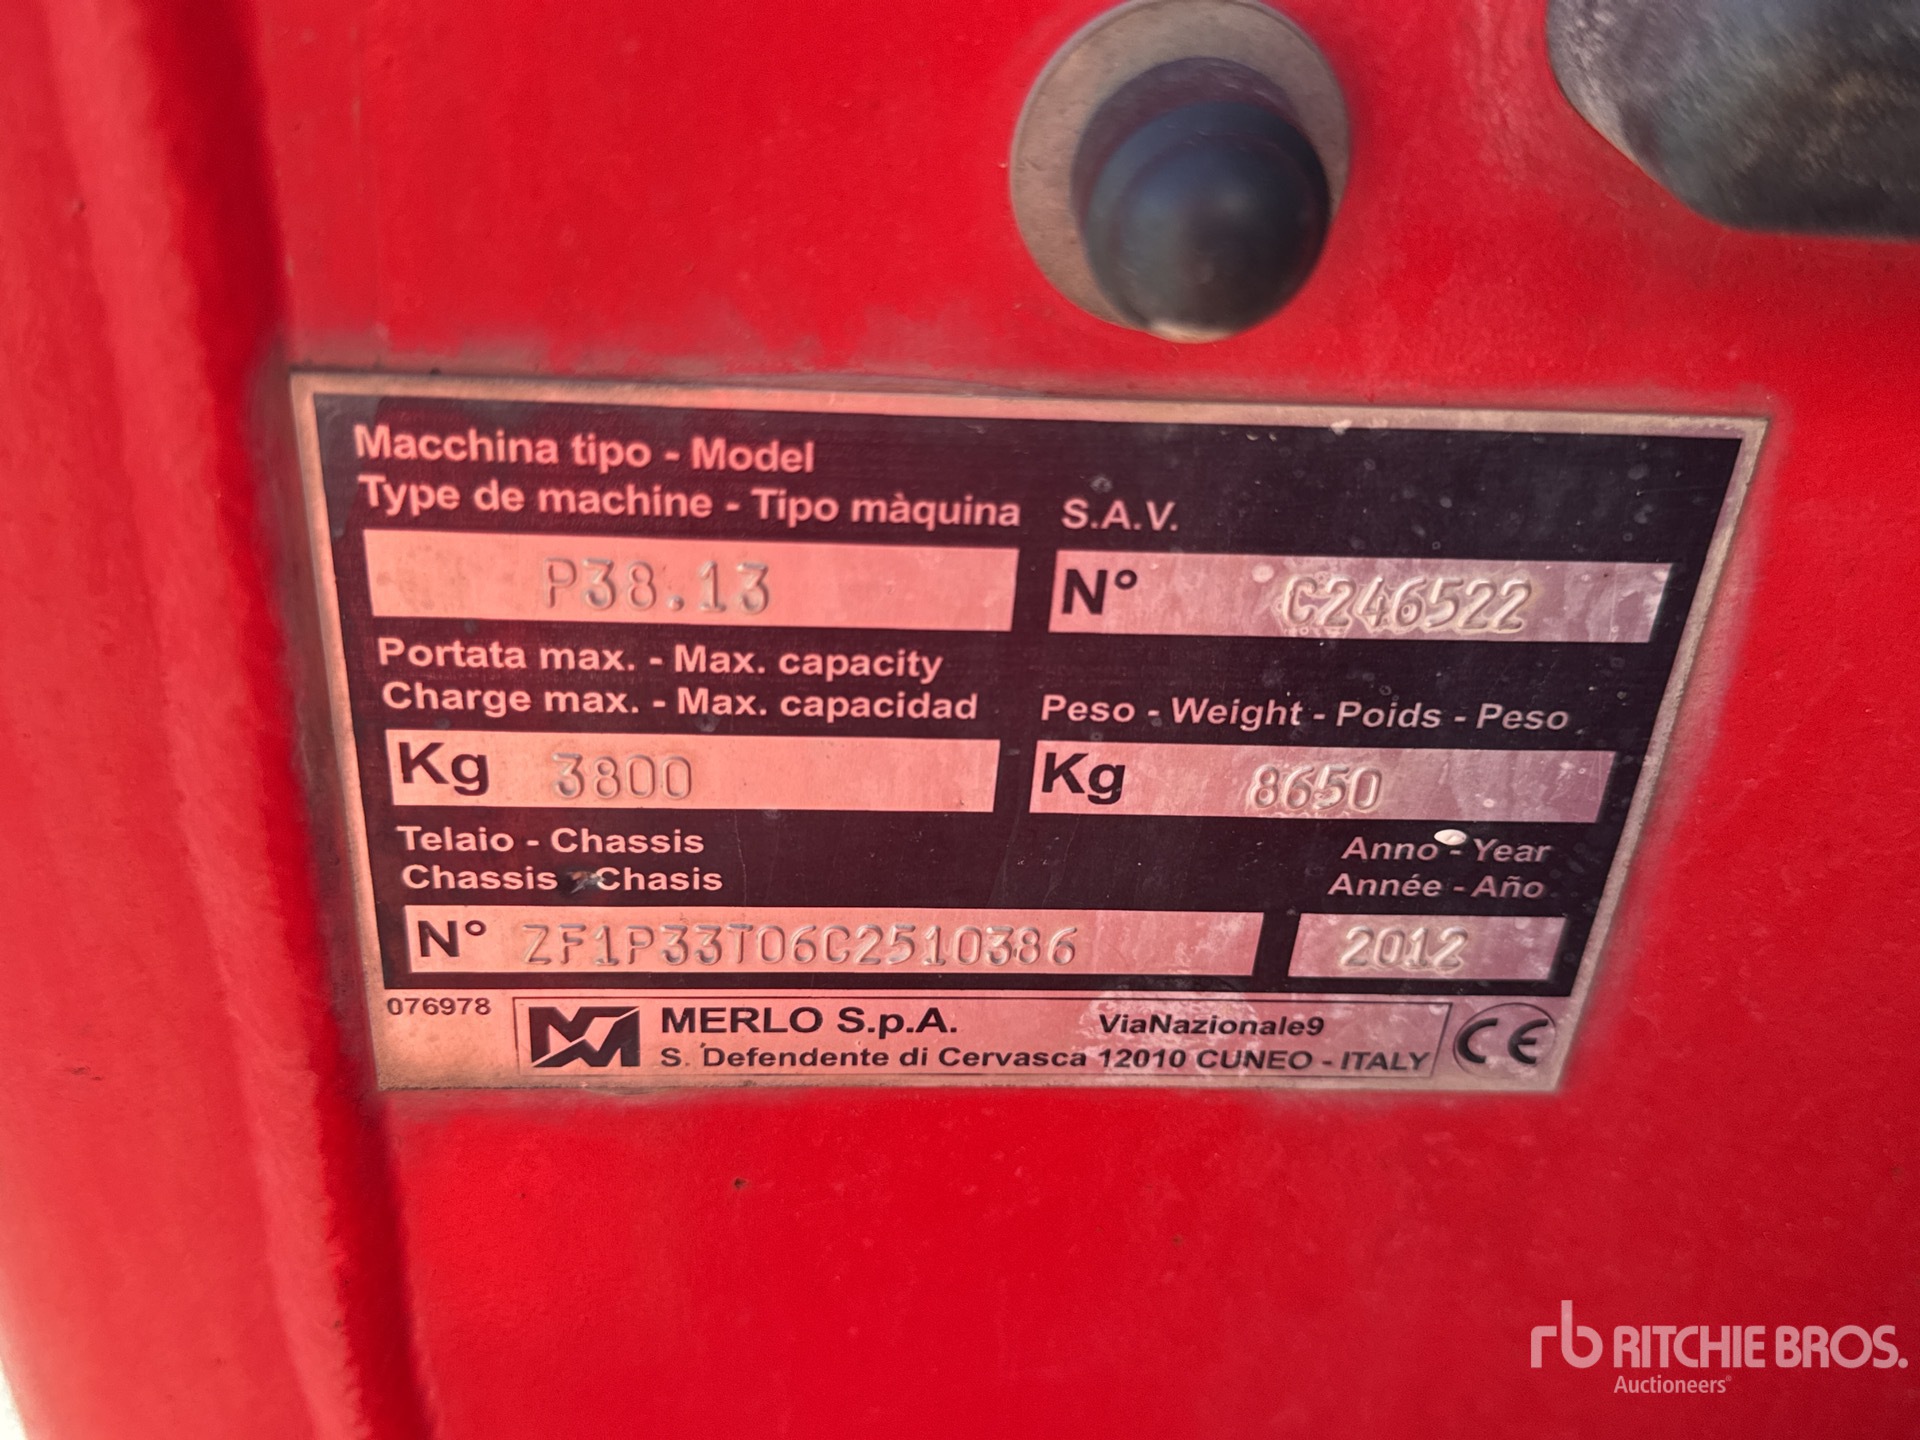 Macchina tipo - Model
Type de machine - Tipo màquina
S.A.V.
P38.13
N° C246522
Portata max. - Max. capacity
Charge max. - Max. capacidad
Peso - Weight - Poids - Peso
Kg 3800
Kg 8650
Telaio - Chassis
Chassis - Chasis
Anno - Year
Année - Año
N° ZF1P33T06C2510386
2012
076978
MERLO S.p.A. ViaNazionale9
S. Defendente di Cervasca 12010 CUNEO - ITALY
CE
rb RITCHIE BROS.
Auctioneers